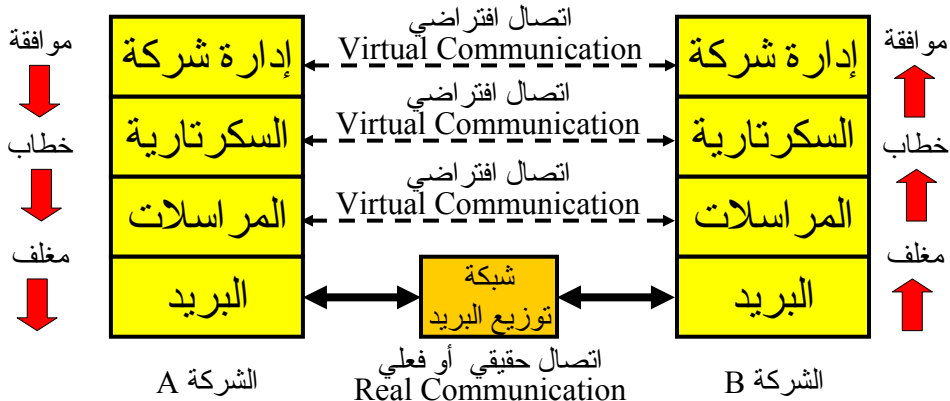 موافقة
إدارة شركة
اتصال افتراضي
Virtual Communication
إدارة شركة
موافقة
خطاب
السكرتارية
اتصال افتراضي
Virtual Communication
السكرتارية
خطاب
مغلف
المراسلات
اتصال افتراضي
Virtual Communication
المراسلات
مغلف
البريد
شبكة
توزيع البريد
البريد
الشركة A
اتصال حقيقي أو فعلي
Real Communication
الشركة B